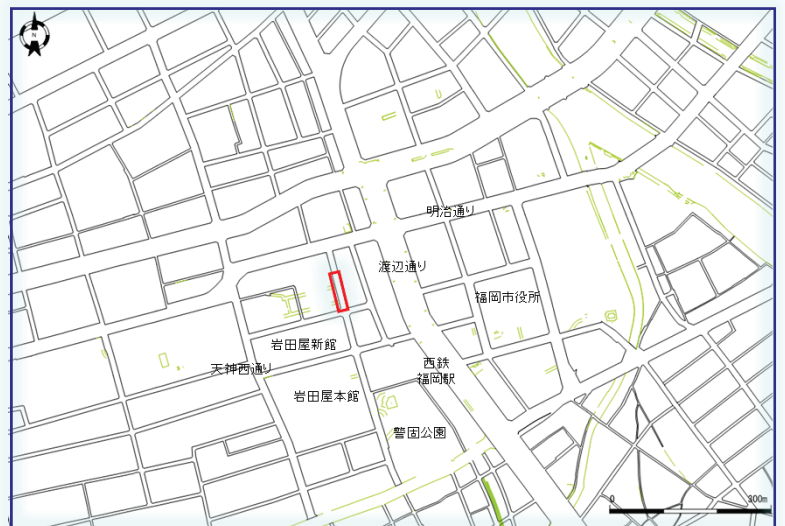 N
明治通り
渡辺通り
福岡市役所
岩田屋新館
西鉄
福岡駅
天神西通り
岩田屋本館
警固公園
0
300m